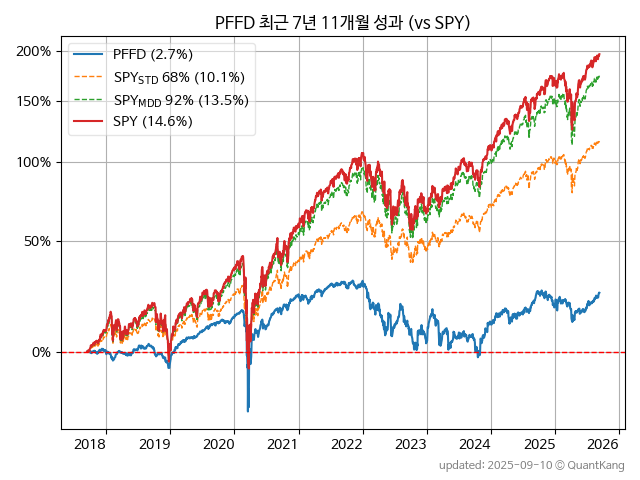 PFFD 최근 7년 11개월 성과 (vs SPY)
200%
150%
100%
50%
0%
PFFD (2.7%)
SPY_STD 68% (10.1%)
SPY_MDD 92% (13.5%)
SPY (14.6%)
2018 2019 2020 2021 2022 2023 2024 2025 2026
updated: 2025-09-10 © QuantKang